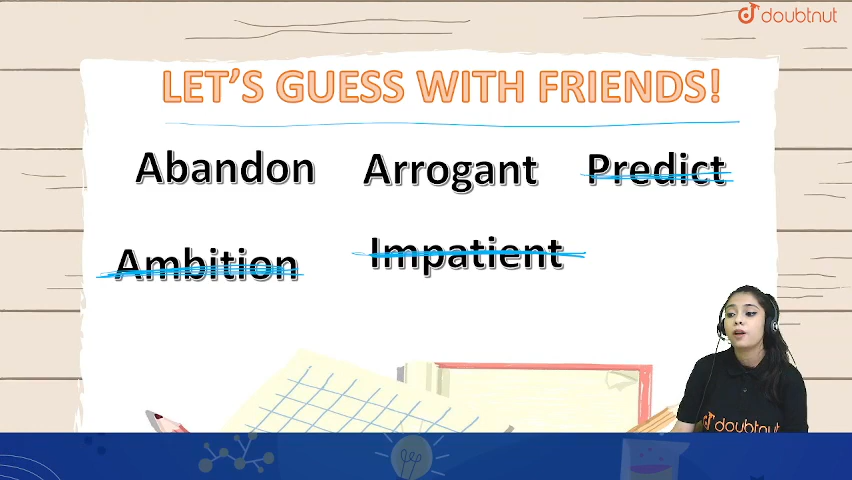 doubtnut
LET'S GUESS WITH FRIENDS!
Abandon Arrogant Predict
Ambition Impatient
doubtnut